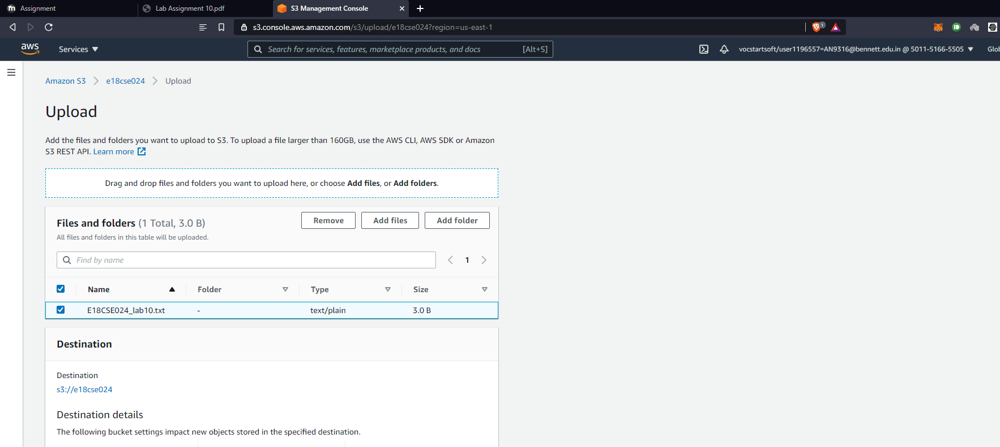 Assignment
Lab Assignment 10.pdf
S3 Management Console
s3.console.aws.amazon.com/s3/upload/e18cse024?region=us-east-1
1
aws
Services
Search for services, features, marketplace products, and docs
[Alt+S]
vocstartsoft/user1196557=AN9316@bennett.edu.in @ 5011-5166-5505
Glob
Amazon S3
e18cse024
Upload
Upload
Add the files and folders you want to upload to S3. To upload a file larger than 160GB, use the AWS CLI, AWS SDK or Amazon
S3 REST API. Learn more
Drag and drop files and folders you want to upload here, or choose Add files, or Add folders.
Files and folders (1 Total, 3.0 B)
Remove
Add files
Add folder
All files and folders in this table will be uploaded.
Find by name
1
Name
Folder
Type
Size
E18CSE024_lab10.txt
-
text/plain
3.0 B
Destination
Destination
s3://e18cse024
Destination details
The following bucket settings impact new objects stored in the specified destination.